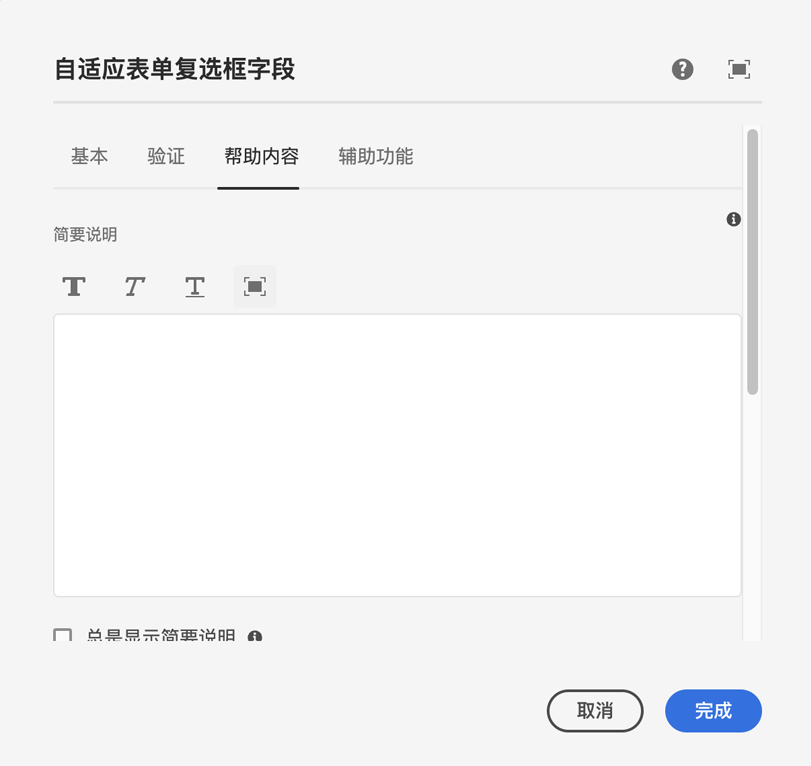 自适应表单复选框字段
基本 验证 帮助内容 辅助功能
简要说明
总是显示简要说明
取消 完成